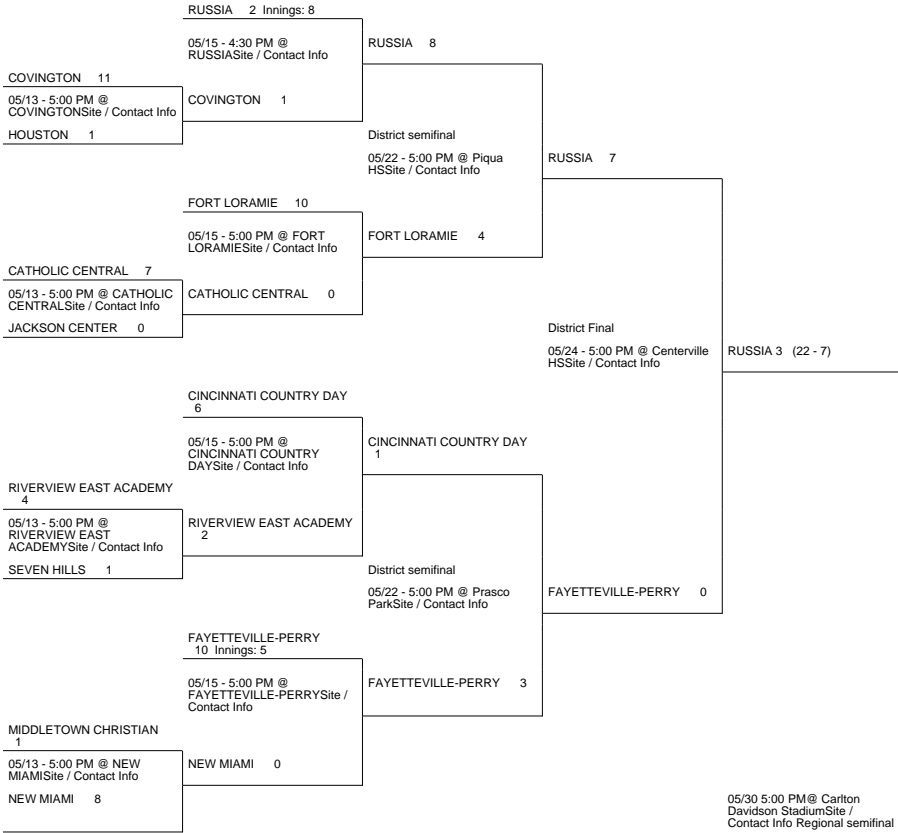 RUSSIA 2 Innings: 8
05/15 - 4:30 PM @
RUSSIASite / Contact Info
RUSSIA 8
COVINGTON 11
05/13 - 5:00 PM @
COVINGTONSite / Contact Info
COVINGTON 1
HOUSTON 1
District semifinal
05/22 - 5:00 PM @ Piqua
HSSite / Contact Info
RUSSIA 7
FORT LORAMIE 10
05/15 - 5:00 PM @ FORT
LORAMIESite / Contact Info
FORT LORAMIE 4
CATHOLIC CENTRAL 7
05/13 - 5:00 PM @ CATHOLIC
CENTRALSite / Contact Info
CATHOLIC CENTRAL 0
JACKSON CENTER 0
District Final
05/24 - 5:00 PM @ Centerville
HSSite / Contact Info
RUSSIA 3 (22 - 7)
CINCINNATI COUNTRY DAY
6
05/15 - 5:00 PM @
CINCINNATI COUNTRY
DAYSite / Contact Info
CINCINNATI COUNTRY DAY
1
RIVERVIEW EAST ACADEMY
4
05/13 - 5:00 PM @
RIVERVIEW EAST
ACADEMYSite / Contact Info
RIVERVIEW EAST ACADEMY
2
SEVEN HILLS 1
District semifinal
05/22 - 5:00 PM @ Prasco
ParkSite / Contact Info
FAYETTEVILLE-PERRY 0
FAYETTEVILLE-PERRY
10 Innings: 5
05/15 - 5:00 PM @
FAYETTEVILLE-PERRYSite /
Contact Info
FAYETTEVILLE-PERRY 3
MIDDLETOWN CHRISTIAN
1
05/13 - 5:00 PM @ NEW
MIAMISite / Contact Info
NEW MIAMI 0
NEW MIAMI 8
05/30 5:00 PM@ Carlton
Davidson StadiumSite /
Contact Info Regional semifinal